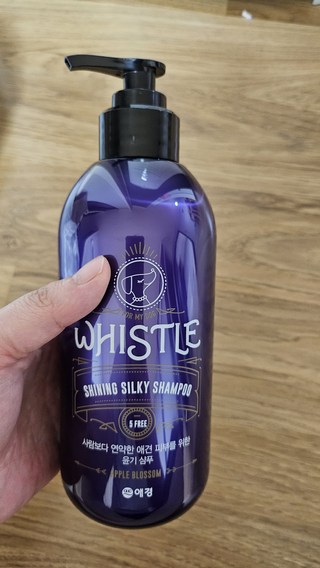 OH MY DOG
WHISTLE
SHINING SILKY SHAMPOO
5 FREE
사람보다 연약한 애견 피부를 위한
윤기 샴푸
APPLE BLOSSOM
애경